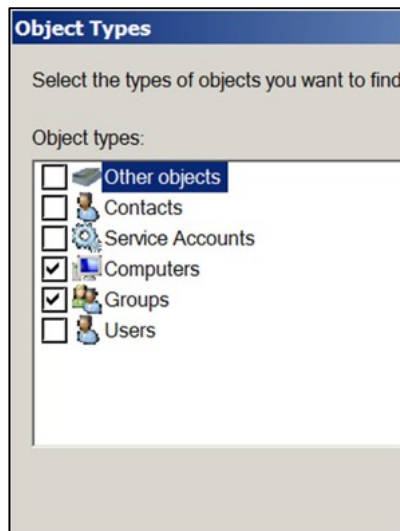 Object Types
Select the types of objects you want to find
Object types:
Other objects
Contacts
Service Accounts
Computers
Groups
Users